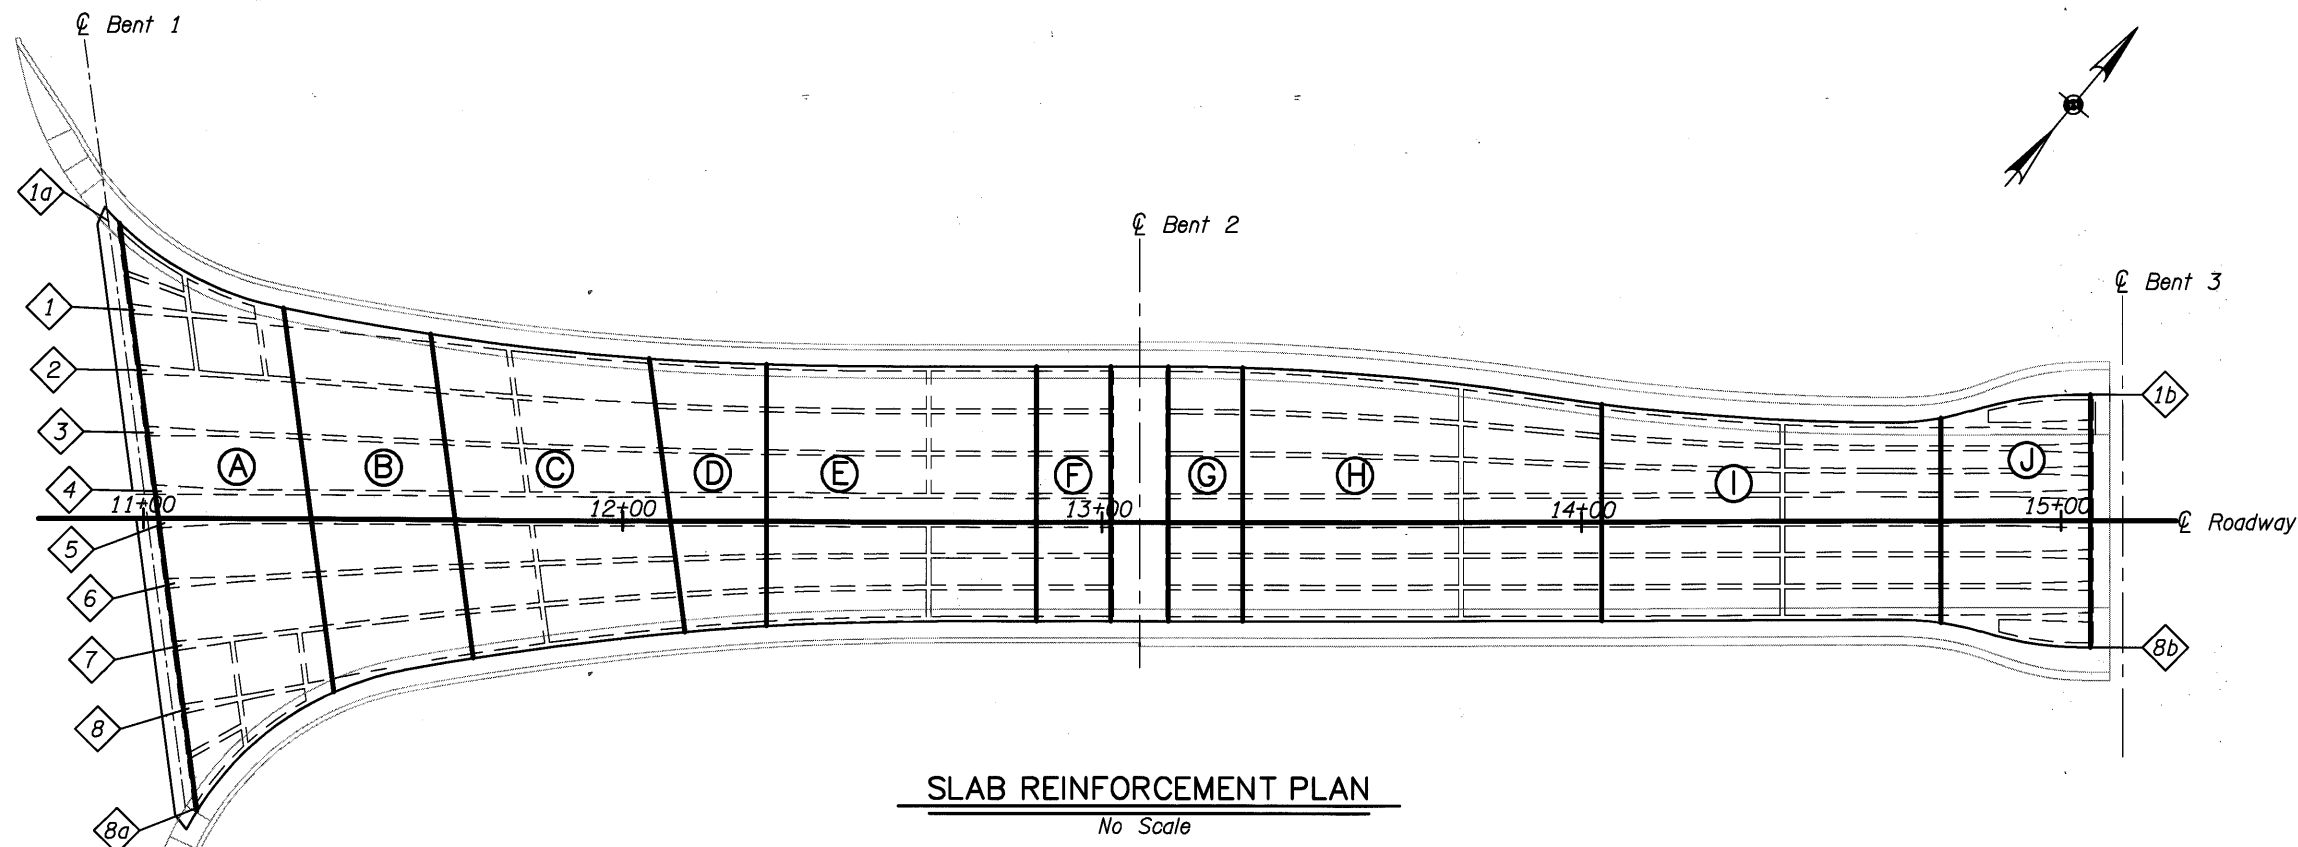 ℄ Bent 1
1a
℄ Bent 2
℄ Bent 3
1
2
3
4
5
6
7
8
8a
1b
8b
A
B
C
D
E
F
G
H
I
J
11+00
12+00
13+00
14+00
15+00
℄ Roadway
SLAB REINFORCEMENT PLAN
No Scale